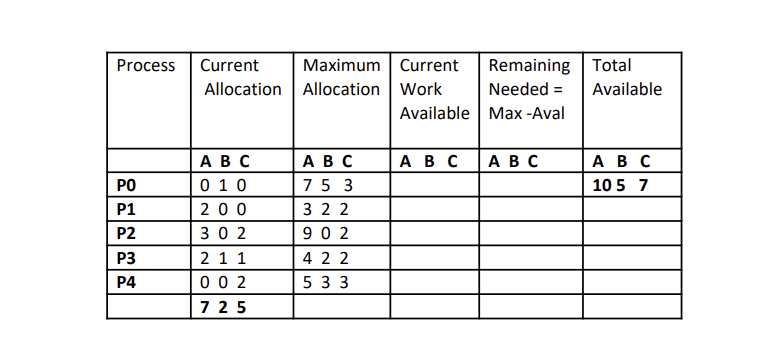 Process Current Maximum Current Remaining Total
Allocation Allocation Work Needed = Available
Available Max -Aval
A B C A B C A B C A B C A B C
P0 0 1 0 7 5 3 10 5 7
P1 2 0 0 3 2 2
P2 3 0 2 9 0 2
P3 2 1 1 4 2 2
P4 0 0 2 5 3 3
7 2 5